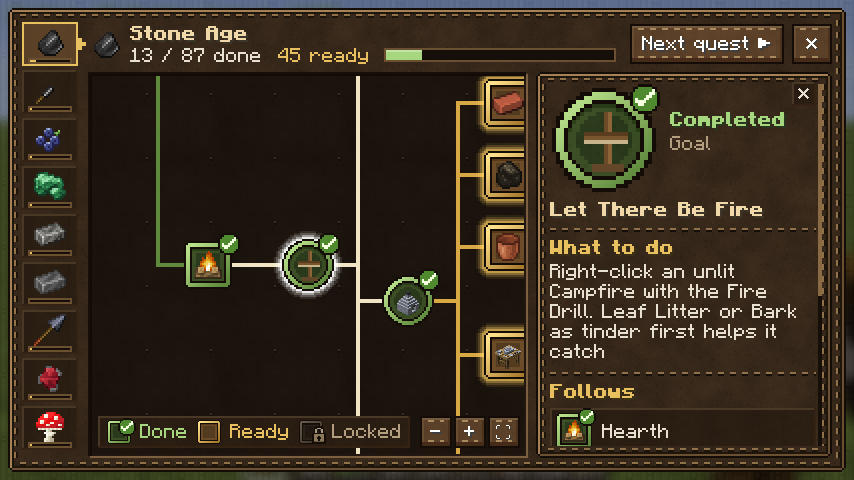 Stone Age
13 / 87 done 45 ready
Next quest
Completed
Goal
Let There Be Fire
What to do
Right-click an unlit
Campfire with the Fire
Drill. Leaf Litter or Bark
as tinder first helps it
catch
Follows
Hearth
Done Ready Locked